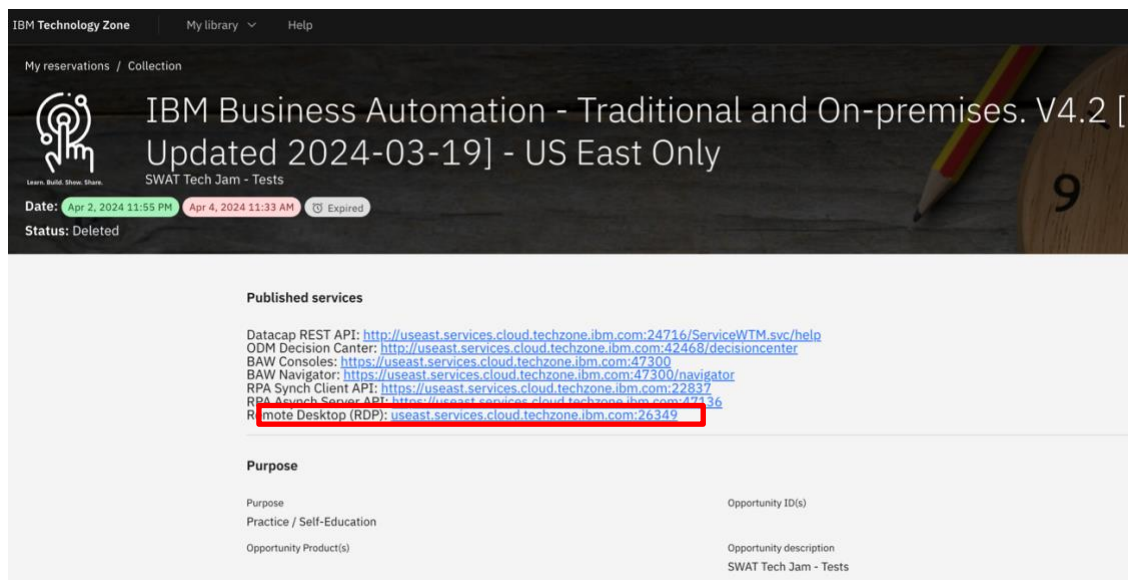 IBM Technology Zone My library Help
My reservations / Collection
IBM Business Automation - Traditional and On-premises. V4.2 [
Updated 2024-03-19] - US East Only
Learn. Build. Show. Share.
SWAT Tech Jam - Tests
Date: Apr 2, 2024 11:55 PM Apr 4, 2024 11:33 AM Expired
Status: Deleted
9
Published services
Datacap REST API: http://useast.services.cloud.techzone.ibm.com:24716/ServiceWTM.svc/help
ODM Decision Canter: http://useast.services.cloud.techzone.ibm.com:42468/decisioncenter
BAW Consoles: https://useast.services.cloud.techzone.ibm.com:47300
BAW Navigator: https://useast.services.cloud.techzone.ibm.com:47300/navigator
RPA Synch Client API: https://useast.services.cloud.techzone.ibm.com:22837
RPA Asynch Server API: https://useast.services.cloud.techzone.ibm.com:47136
Remote Desktop (RDP): useast.services.cloud.techzone.ibm.com:26349
Purpose
Purpose Opportunity ID(s)
Practice / Self-Education
Opportunity Product(s) Opportunity description
SWAT Tech Jam - Tests